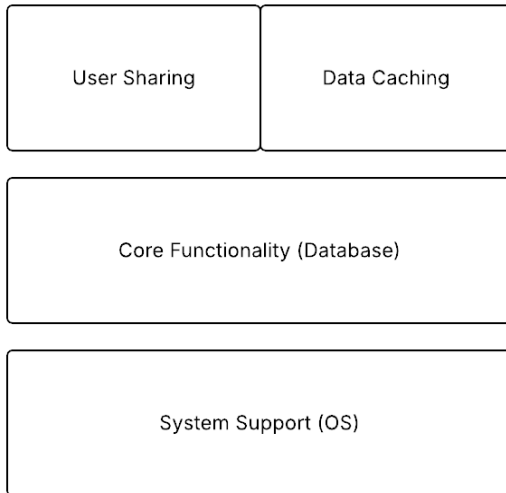 User Sharing
Data Caching
Core Functionality (Database)
System Support (OS)